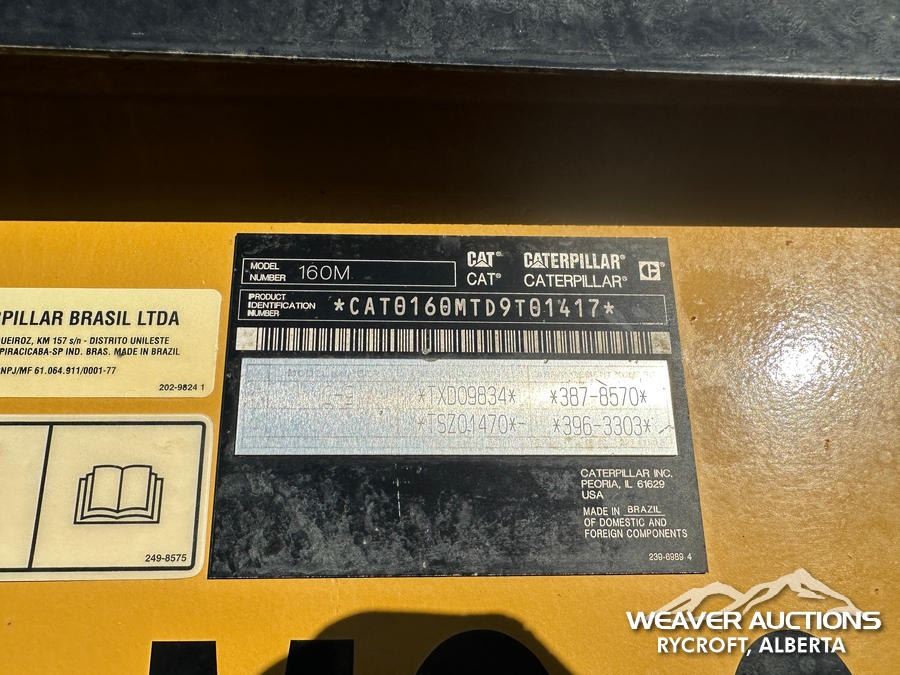 MODEL NUMBER 160M
CAT® CATERPILLAR®
CAT® CATERPILLAR®
PRODUCT IDENTIFICATION NUMBER *CAT0160MTD9T01417*
*TXD09834* *387-8570*
*TSZ01470*- *396-3303*
CATERPILLAR INC.
PEORIA, IL 61629
USA
MADE IN BRAZIL
OF DOMESTIC AND
FOREIGN COMPONENTS
239-6969 4
PILLAR BRASIL LTDA
UEIROZ, KM 157 s/n - DISTRITO UNILESTE
PIRACICABA-SP IND. BRAS. MADE IN BRAZIL
NPJ/MF 61.064.911/0001-77
202-9824 1
249-8575
WEAVER AUCTIONS
RYCROFT, ALBERTA